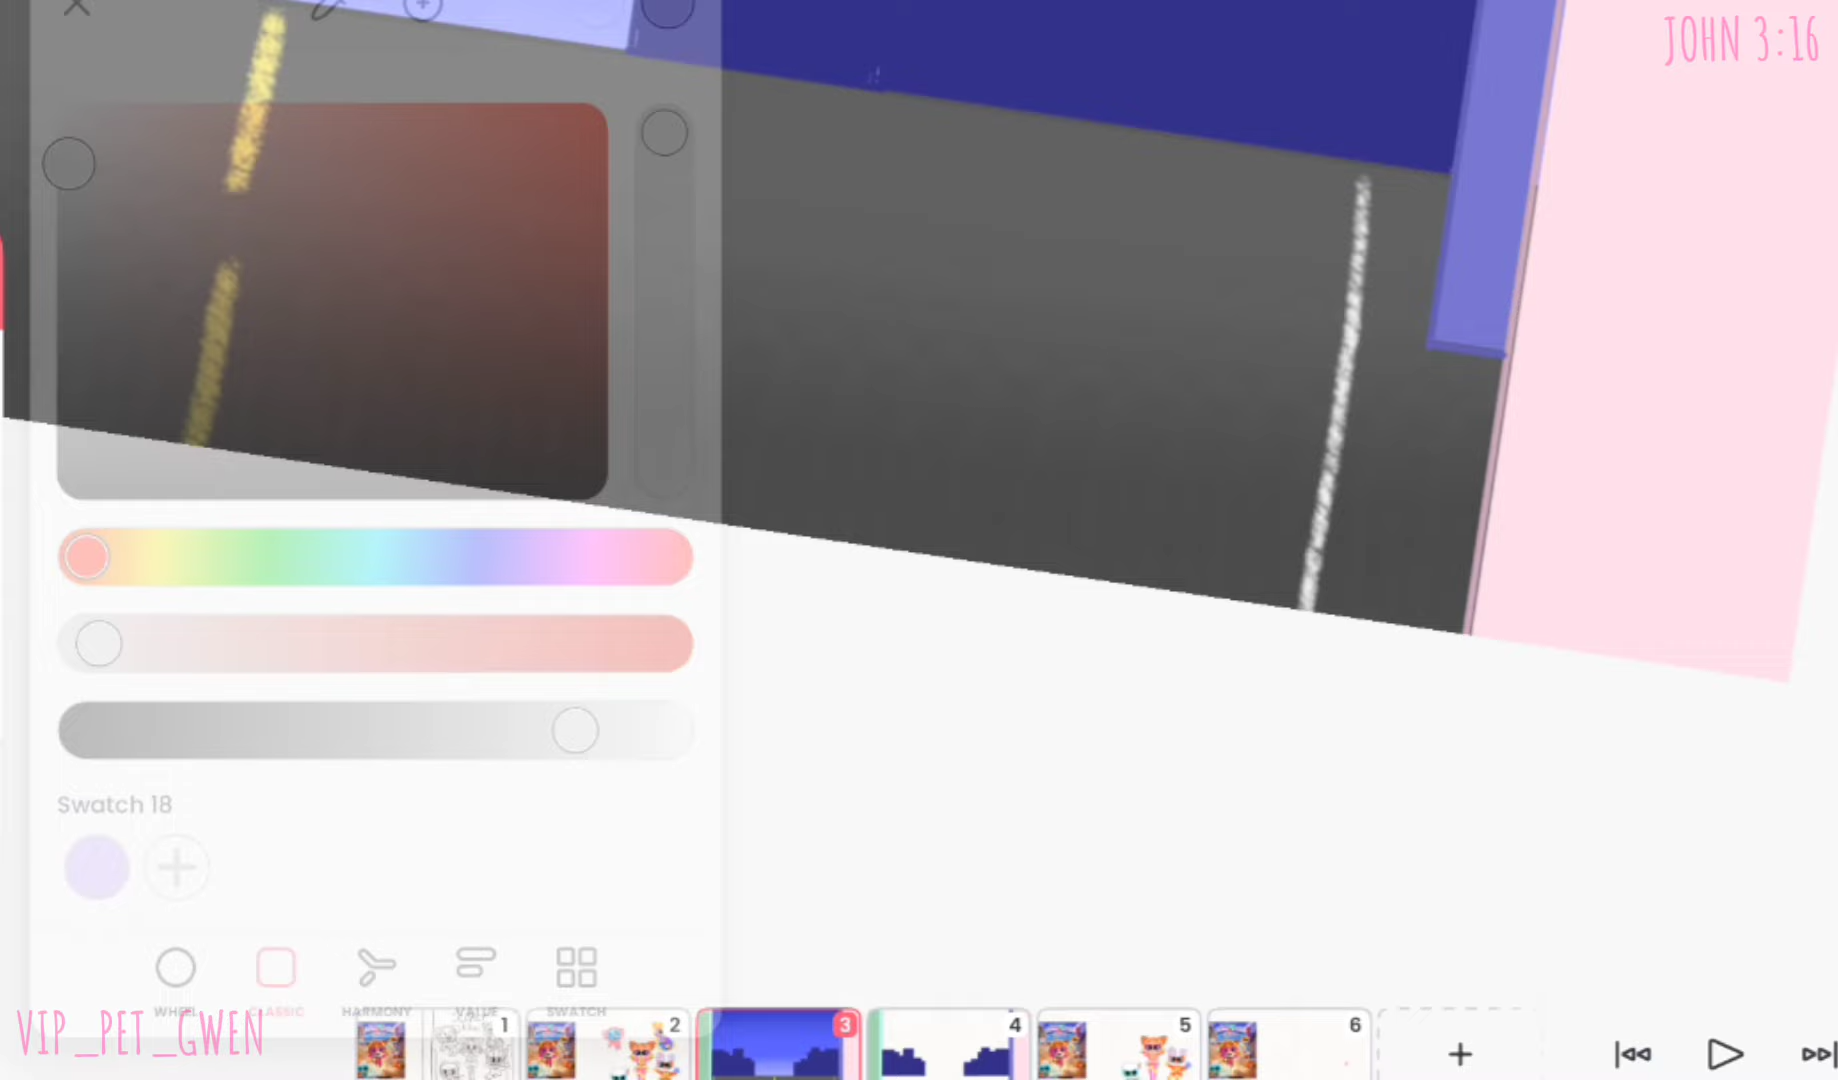 JOHN 3:16
Swatch 18
WHEEL CLASSIC HARMONY VALUE SWATCH
VIP_PET_GWEN
1 2 3 4 5 6